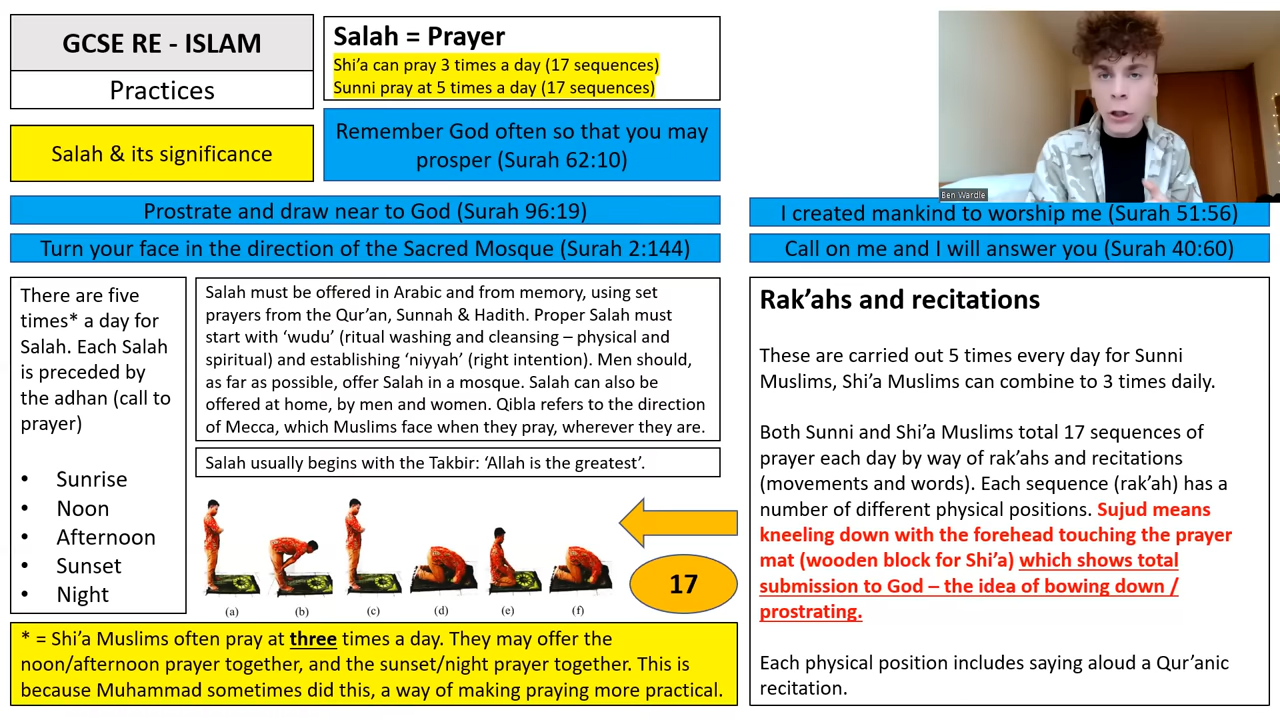 GCSE RE - ISLAM
Practices
Salah & its significance
Salah = Prayer
Shi’a can pray 3 times a day (17 sequences)
Sunni pray at 5 times a day (17 sequences)
Remember God often so that you may
prosper (Surah 62:10)
Ben Wardle
Prostrate and draw near to God (Surah 96:19)
I created mankind to worship me (Surah 51:56)
Turn your face in the direction of the Sacred Mosque (Surah 2:144)
Call on me and I will answer you (Surah 40:60)
There are five
times* a day for
Salah. Each Salah
is preceded by
the adhan (call to
prayer)
• Sunrise
• Noon
• Afternoon
• Sunset
• Night
Salah must be offered in Arabic and from memory, using set
prayers from the Qur’an, Sunnah & Hadith. Proper Salah must
start with ‘wudu’ (ritual washing and cleansing – physical and
spiritual) and establishing ‘niyyah’ (right intention). Men should,
as far as possible, offer Salah in a mosque. Salah can also be
offered at home, by men and women. Qibla refers to the direction
of Mecca, which Muslims face when they pray, wherever they are.
Salah usually begins with the Takbir: ‘Allah is the greatest’.
(a) (b) (c) (d) (e) (f)
17
* = Shi’a Muslims often pray at three times a day. They may offer the
noon/afternoon prayer together, and the sunset/night prayer together. This is
because Muhammad sometimes did this, a way of making praying more practical.
Rak’ahs and recitations
These are carried out 5 times every day for Sunni
Muslims, Shi’a Muslims can combine to 3 times daily.
Both Sunni and Shi’a Muslims total 17 sequences of
prayer each day by way of rak’ahs and recitations
(movements and words). Each sequence (rak’ah) has a
number of different physical positions. Sujud means
kneeling down with the forehead touching the prayer
mat (wooden block for Shi’a) which shows total
submission to God – the idea of bowing down /
prostrating.
Each physical position includes saying aloud a Qur’anic
recitation.